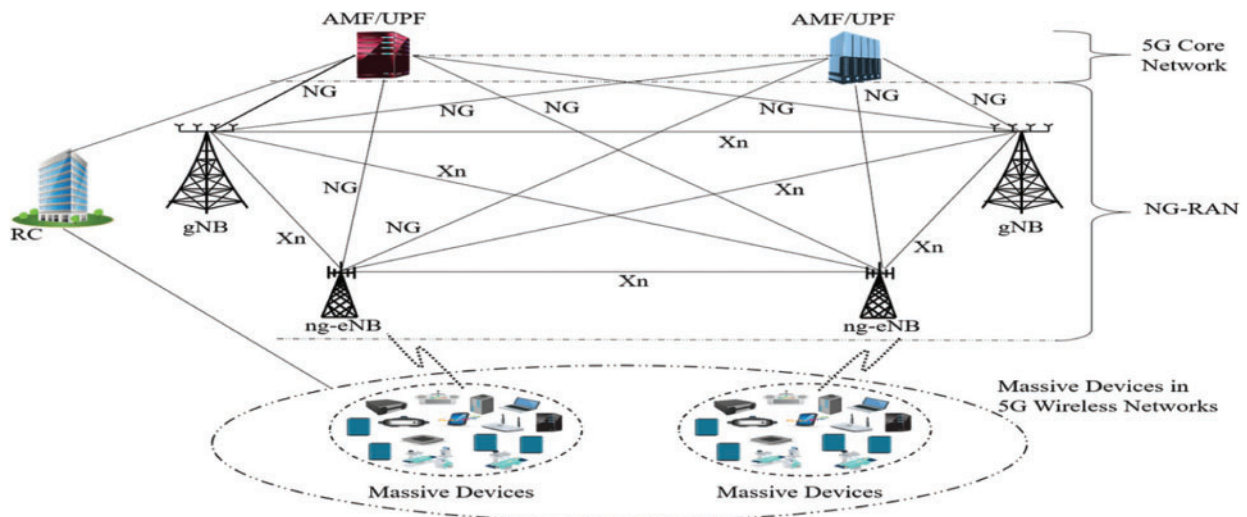 AMF/UPF
AMF/UPF
5G Core
Network
NG
NG
NG
NG
NG
NG
Xn
Xn
Xn
NG
NG-RAN
RC
gNB
gNB
Xn
NG
Xn
Xn
ng-eNB
ng-eNB
Massive Devices in
5G Wireless Networks
Massive Devices
Massive Devices